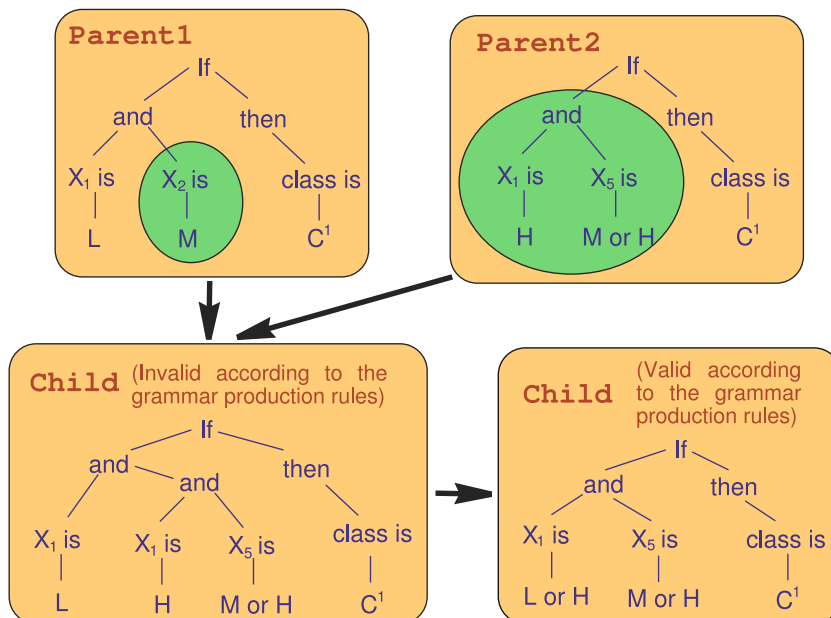 Parent1
If
and then
X₁ is X₂ is class is
L M C¹
Parent2
If
and then
X₁ is X₅ is class is
H M or H C¹
Child (Invalid according to the
grammar production rules)
If
and then
and
X₁ is X₁ is X₅ is class is
L H M or H C¹
Child (Valid according
to the grammar
production rules)
If
and then
X₁ is X₅ is class is
L or H M or H C¹